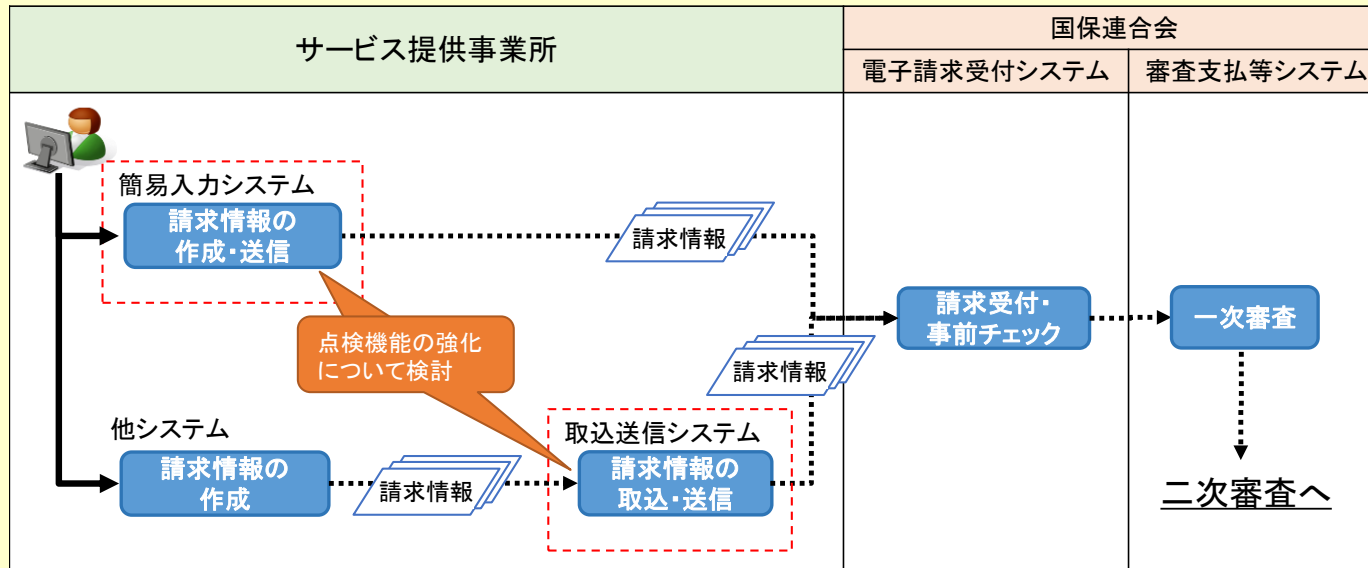 サービス提供事業所
国保連合会
電子請求受付システム
審査支払等システム
簡易入力システム
請求情報の
作成・送信
請求情報
点検機能の強化
について検討
請求受付・
事前チェック
一次審査
請求情報
他システム
請求情報の
作成
請求情報
取込送信システム
請求情報の
取込・送信
二次審査へ